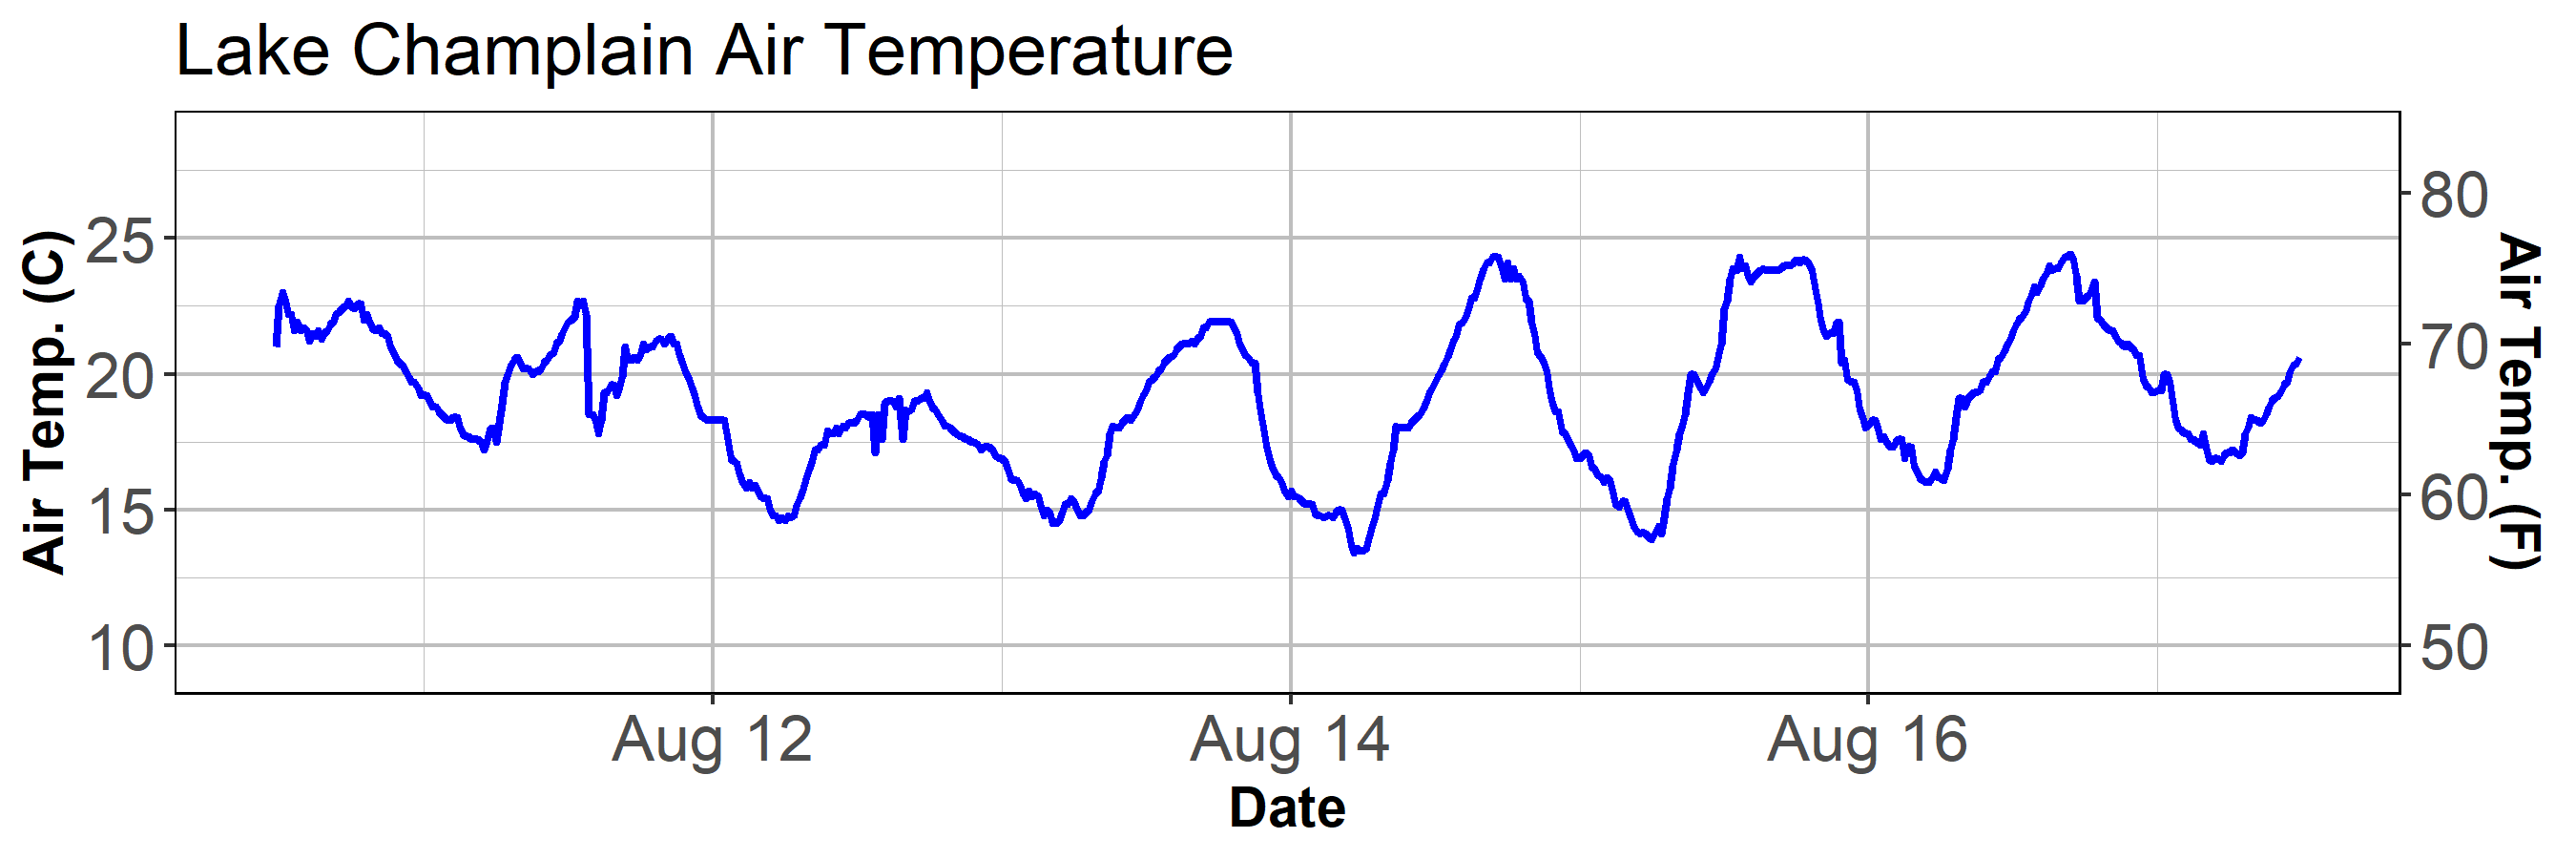 Lake Champlain Air Temperature
Air Temp. (C)
25
20
15
10
80
70
60
50
Air Temp. (F)
Aug 12
Aug 14
Aug 16
Date